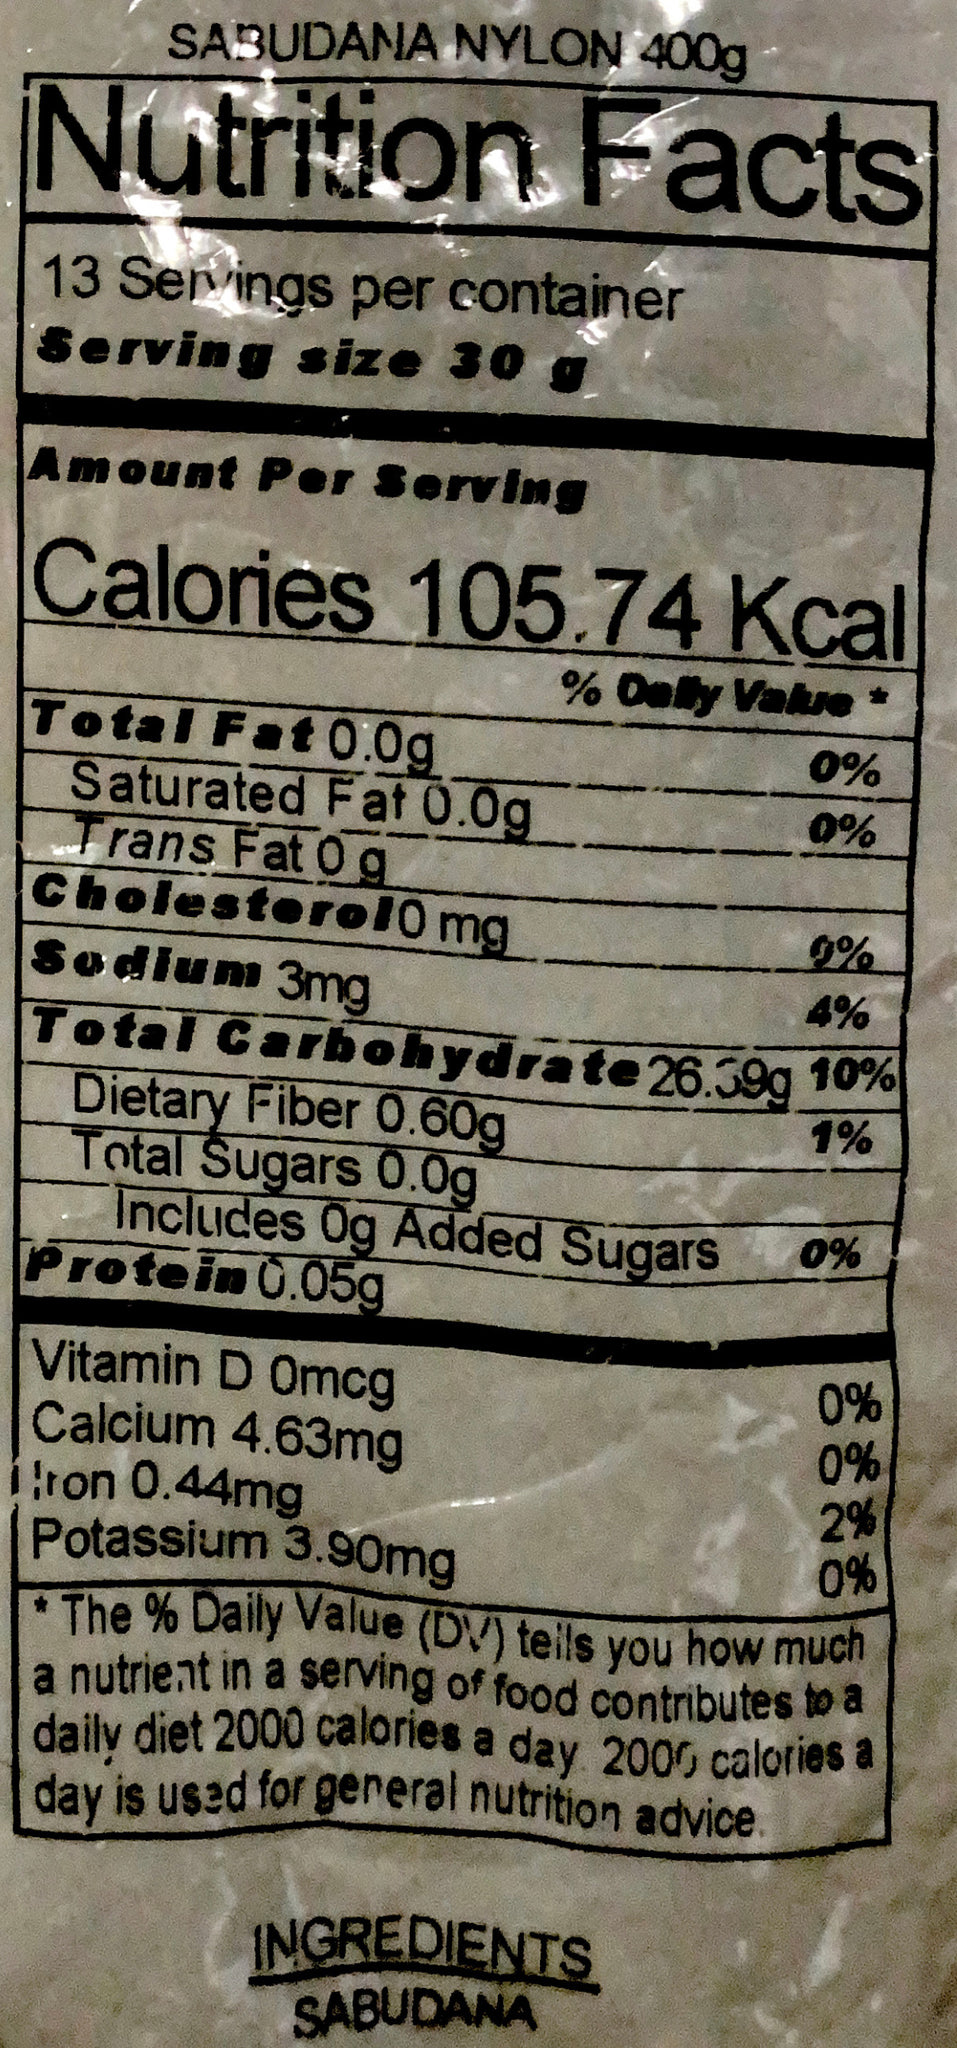 SABUDANA NYLON 400g
Nutrition Facts
13 Servings per container
Serving size 30 g
Amount Per Serving
Calories 105.74 Kcal
% Daily Value *
Total Fat 0.0g 0%
Saturated Fat 0.0g 0%
Trans Fat 0 g
Cholesterol 0 mg 0%
Sodium 3mg 4%
Total Carbohydrate 26.39g 10%
Dietary Fiber 0.60g 1%
Total Sugars 0.0g
Includes 0g Added Sugars 0%
Protein 0.05g
Vitamin D 0mcg 0%
Calcium 4.63mg 0%
Iron 0.44mg 2%
Potassium 3.90mg 0%
* The % Daily Value (DV) tells you how much
a nutrient in a serving of food contributes to a
daily diet 2000 calories a day. 2000 calories a
day is used for general nutrition advice.
INGREDIENTS
SABUDANA